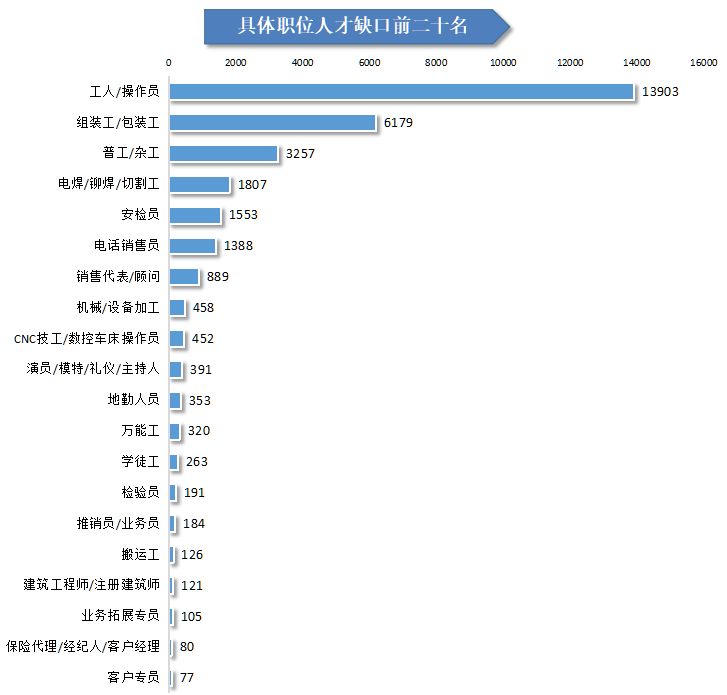 具体职位人才缺口前二十名
0 2000 4000 6000 8000 10000 12000 14000 16000
工人/操作员 13903
组装工/包装工 6179
普工/杂工 3257
电焊/铆焊/切割工 1807
安检员 1553
电话销售员 1388
销售代表/顾问 889
机械/设备加工 458
CNC技工/数控车床操作员 452
演员/模特/礼仪/主持人 391
地勤人员 353
万能工 320
学徒工 263
检验员 191
推销员/业务员 184
搬运工 126
建筑工程师/注册建筑师 121
业务拓展专员 105
保险代理/经纪人/客户经理 80
客户专员 77